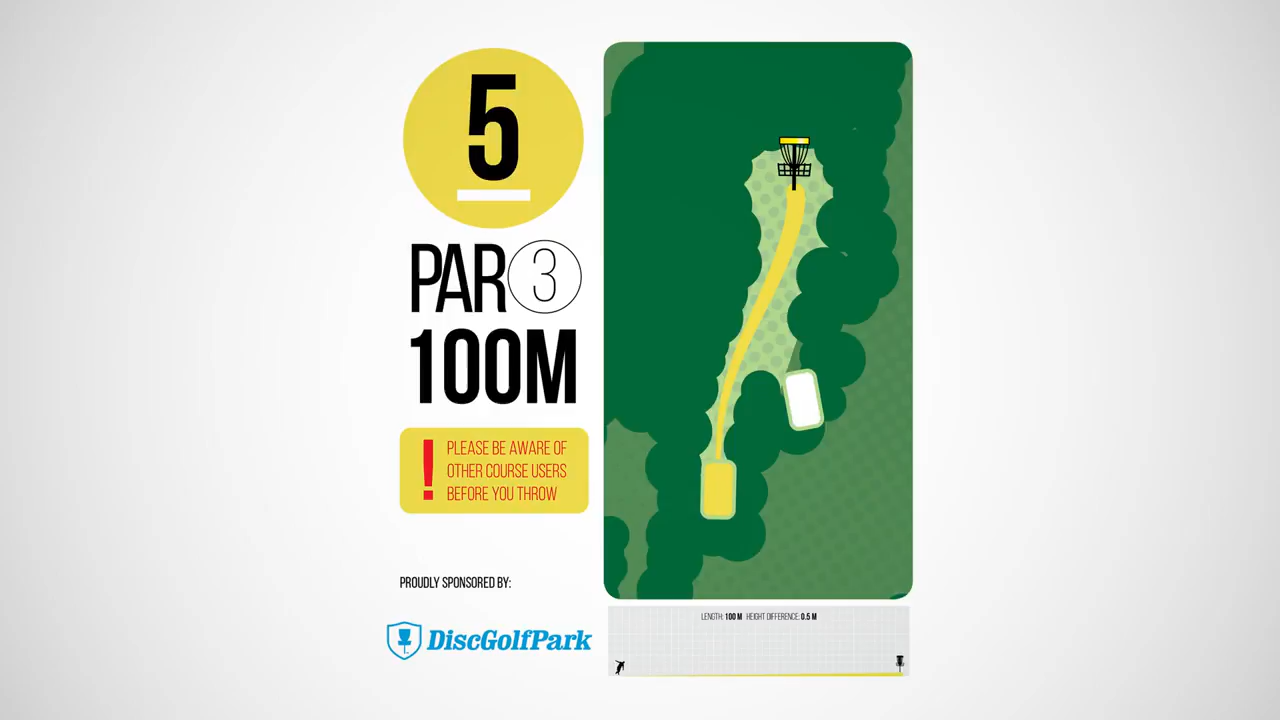 5
PAR 3
100M
! PLEASE BE AWARE OF
OTHER COURSE USERS
BEFORE YOU THROW
PROUDLY SPONSORED BY:
DiscGolfPark
LENGTH: 100 M HEIGHT DIFFERENCE: 0.5 M